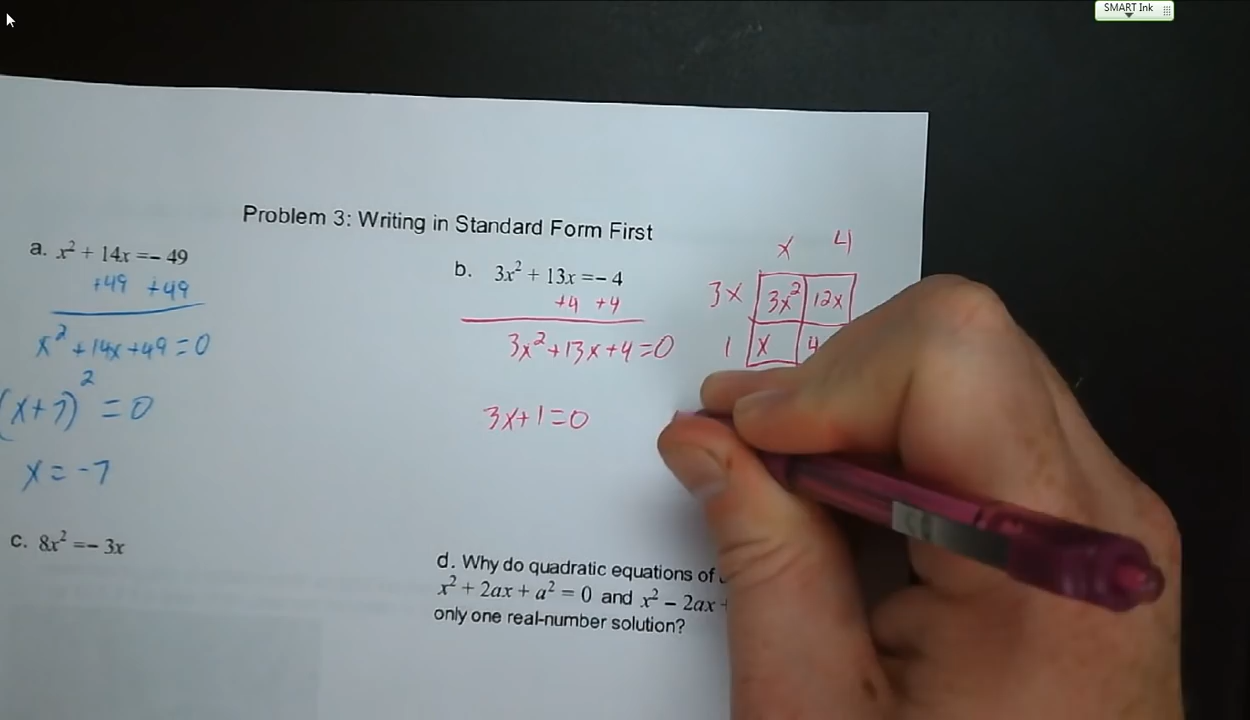 SMART Ink
Problem 3: Writing in Standard Form First
a. x² + 14x = – 49
+49 +49
x² + 14x + 49 = 0
(x+7)² = 0
x = -7
b. 3x² + 13x = – 4
+4 +4
3x² + 13x + 4 = 0
3x + 1 = 0
x 4
3x 3x² 12x
1 x 4
c. 8x² = – 3x
d. Why do quadratic equations of
x² + 2ax + a² = 0 and x² – 2ax
only one real-number solution?